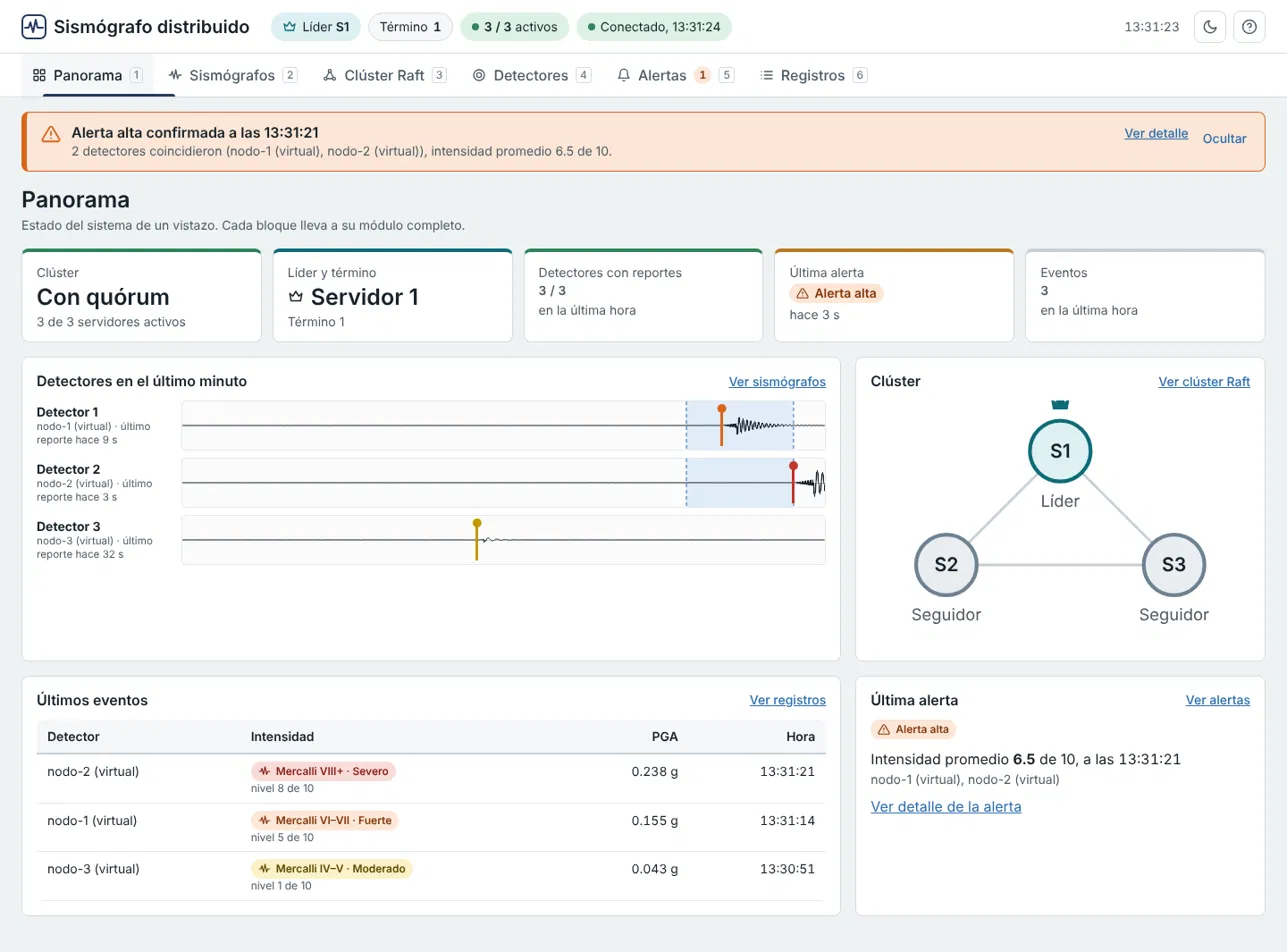 Sismógrafo distribuido
Líder S1
Término 1
3 / 3 activos
Conectado, 13:31:24
13:31:23
Panorama 1
Sismógrafos 2
Clúster Raft 3
Detectores 4
Alertas 1 5
Registros 6
Alerta alta confirmada a las 13:31:21
2 detectores coincidieron (nodo-1 (virtual), nodo-2 (virtual)), intensidad promedio 6.5 de 10.
Ver detalle
Ocultar
Panorama
Estado del sistema de un vistazo. Cada bloque lleva a su módulo completo.
Clúster
Con quórum
3 de 3 servidores activos
Líder y término
Servidor 1
Término 1
Detectores con reportes
3 / 3
en la última hora
Última alerta
Alerta alta
hace 3 s
Eventos
3
en la última hora
Detectores en el último minuto
Ver sismógrafos
Detector 1
nodo-1 (virtual) · último
reporte hace 9 s
Detector 2
nodo-2 (virtual) · último
reporte hace 3 s
Detector 3
nodo-3 (virtual) · último
reporte hace 32 s
Clúster
Ver clúster Raft
S1
Líder
S2
Seguidor
S3
Seguidor
Últimos eventos
Ver registros
Detector Intensidad PGA Hora
nodo-2 (virtual) Mercalli VIII+ · Severo 0.238 g 13:31:21
nivel 8 de 10
nodo-1 (virtual) Mercalli VI–VII · Fuerte 0.155 g 13:31:14
nivel 5 de 10
nodo-3 (virtual) Mercalli IV–V · Moderado 0.043 g 13:30:51
nivel 1 de 10
Última alerta
Ver alertas
Alerta alta
Intensidad promedio 6.5 de 10, a las 13:31:21
nodo-1 (virtual), nodo-2 (virtual)
Ver detalle de la alerta